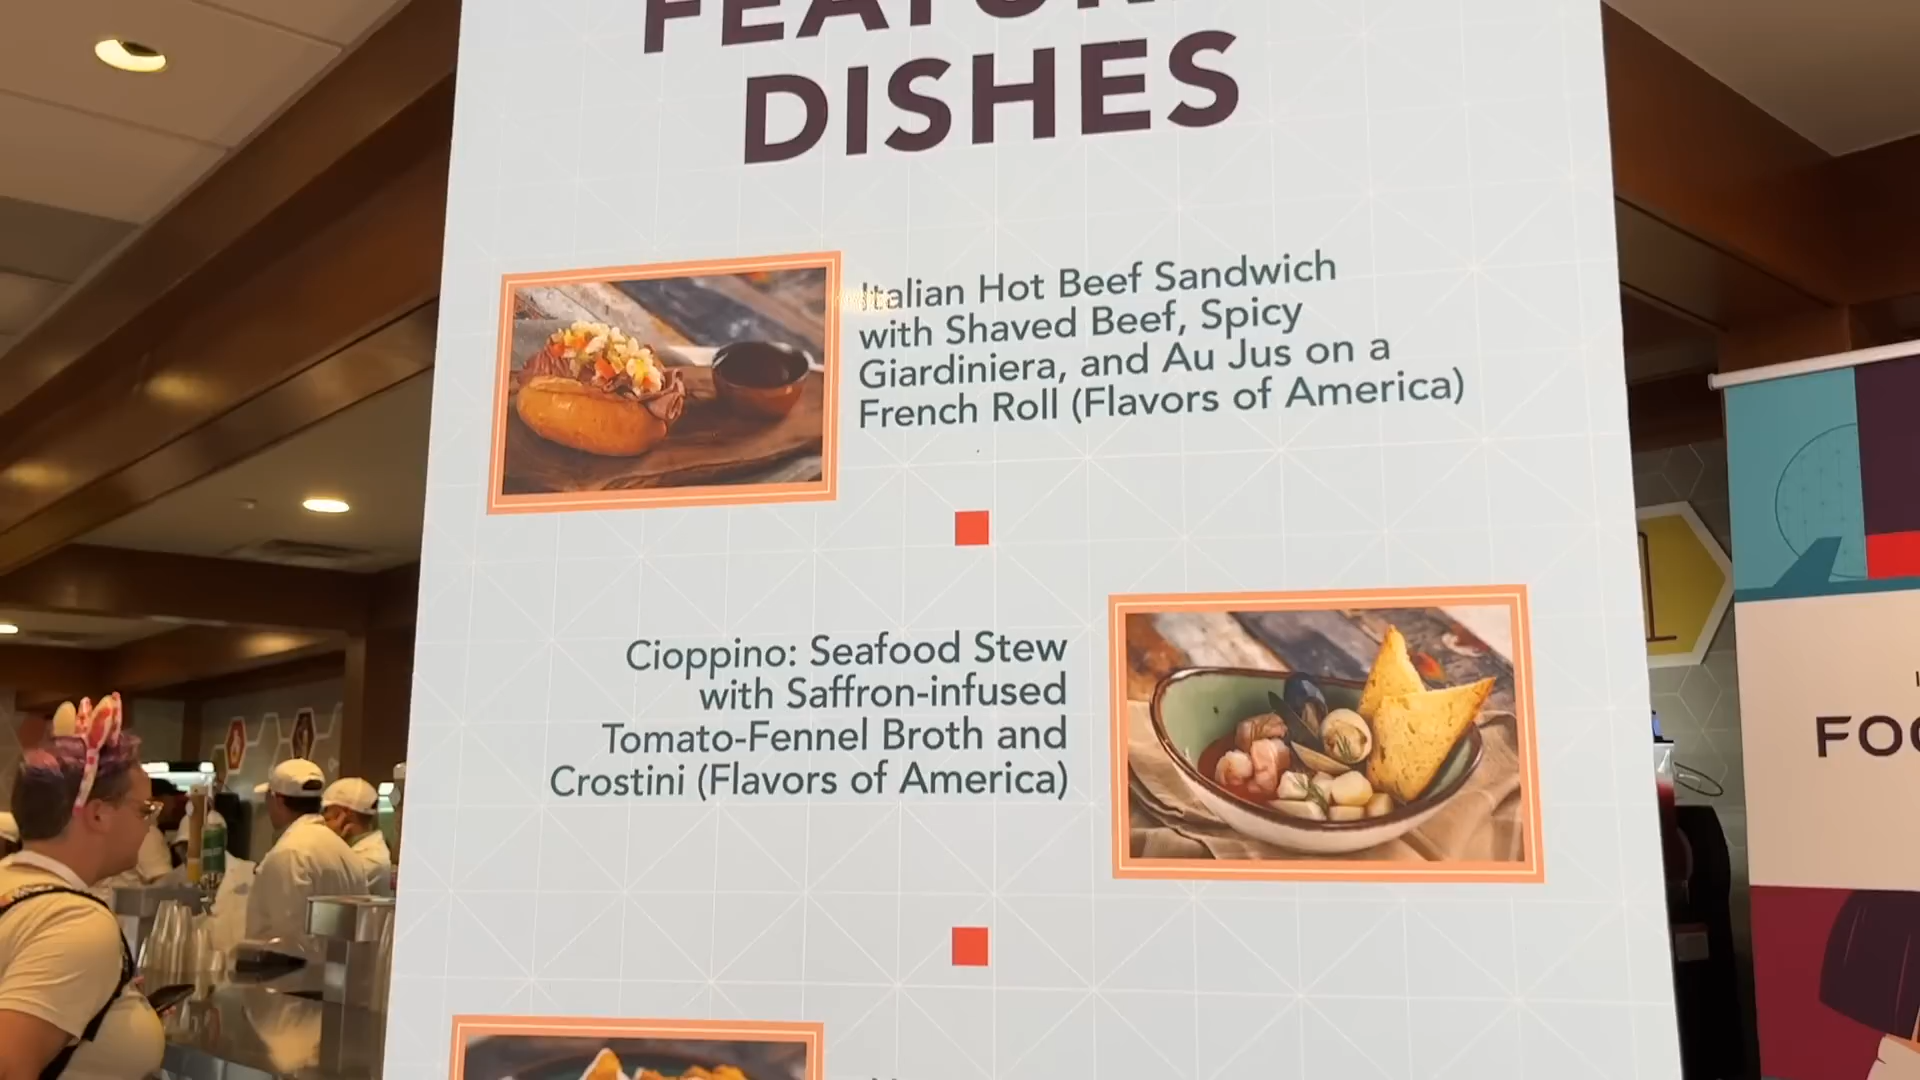 DISHES
Italian Hot Beef Sandwich
with Shaved Beef, Spicy
Giardiniera, and Au Jus on a
French Roll (Flavors of America)
Cioppino: Seafood Stew
with Saffron-infused
Tomato-Fennel Broth and
Crostini (Flavors of America)